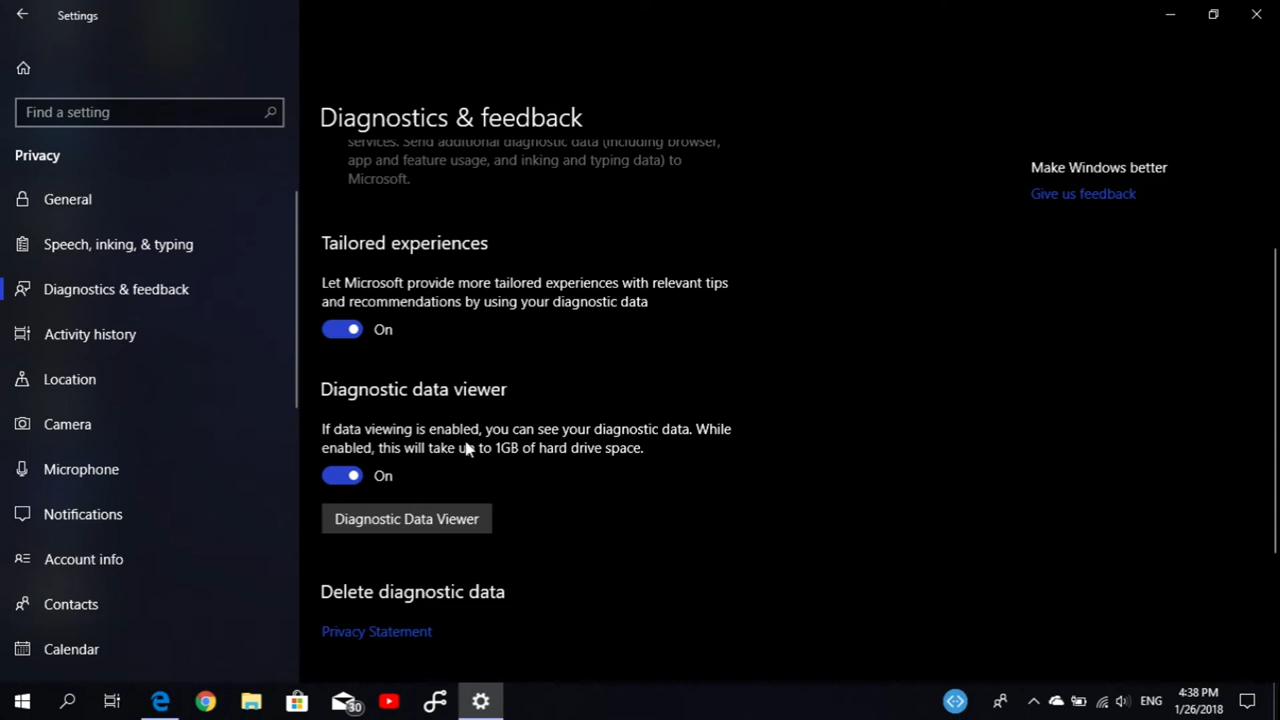 Settings
Find a setting
Privacy
General
Speech, inking, & typing
Diagnostics & feedback
Activity history
Location
Camera
Microphone
Notifications
Account info
Contacts
Calendar
Diagnostics & feedback
services. Send additional diagnostic data (including browser,
app and feature usage, and inking and typing data) to
Microsoft.
Tailored experiences
Let Microsoft provide more tailored experiences with relevant tips
and recommendations by using your diagnostic data
On
Diagnostic data viewer
If data viewing is enabled, you can see your diagnostic data. While
enabled, this will take up to 1GB of hard drive space.
On
Diagnostic Data Viewer
Delete diagnostic data
Privacy Statement
Make Windows better
Give us feedback
30
ENG
4:38 PM
1/26/2018